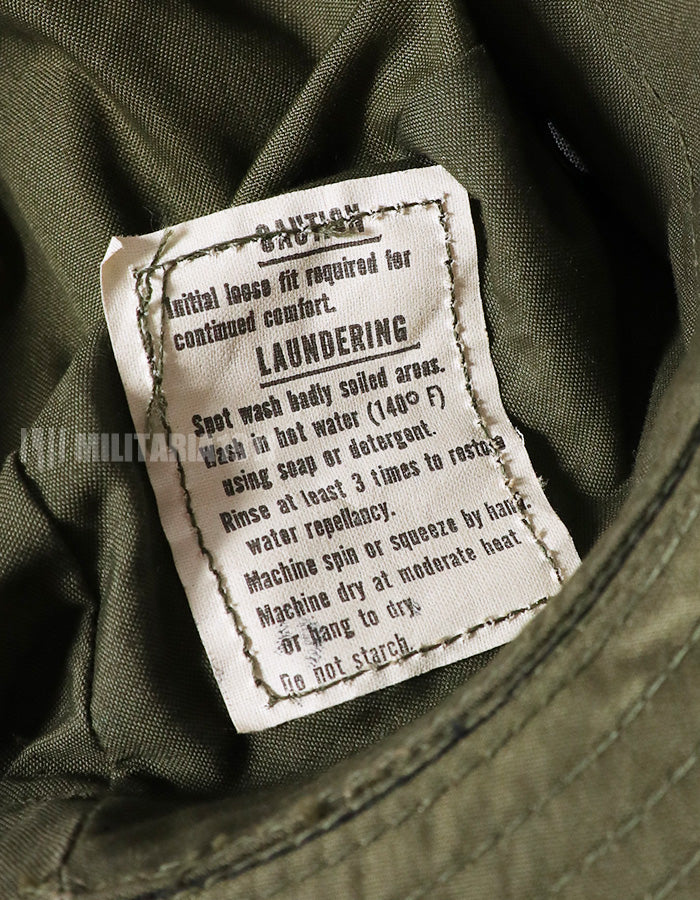 CAUTION
Initial loose fit required for
continued comfort.
LAUNDERING
Spot wash badly soiled areas.
Wash in hot water (140° F)
using soap or detergent.
Rinse at least 3 times to restore
water repellancy.
Machine spin or squeeze by hand.
Machine dry at moderate heat
or hang to dry.
Do not starch.